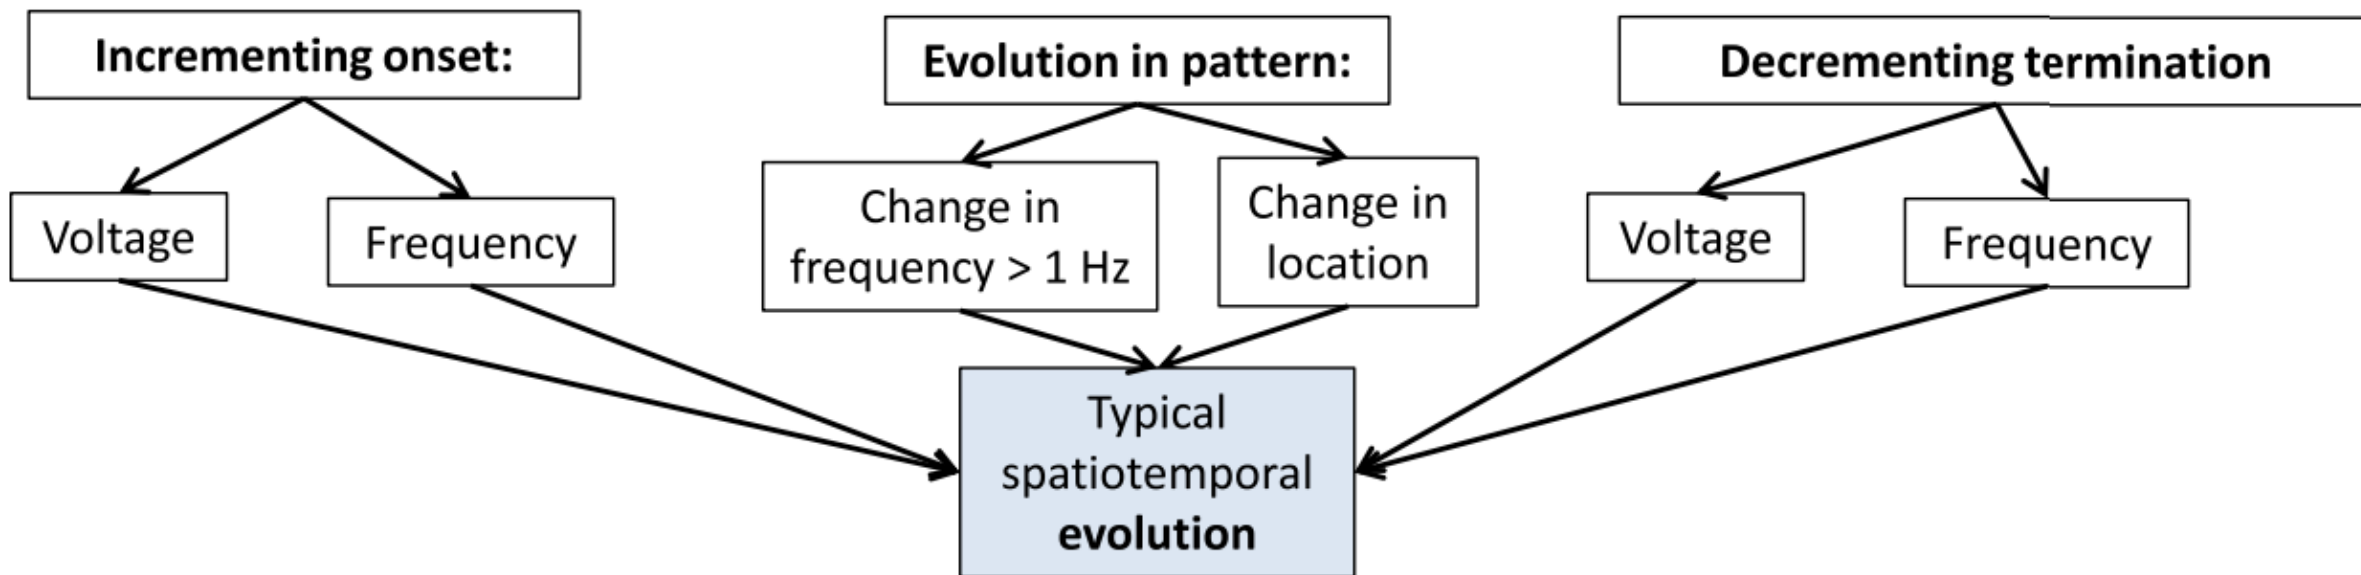 Incrementing onset:
Evolution in pattern:
Decrementing termination
Voltage
Frequency
Change in
frequency > 1 Hz
Change in
location
Voltage
Frequency
Typical
spatiotemporal
evolution